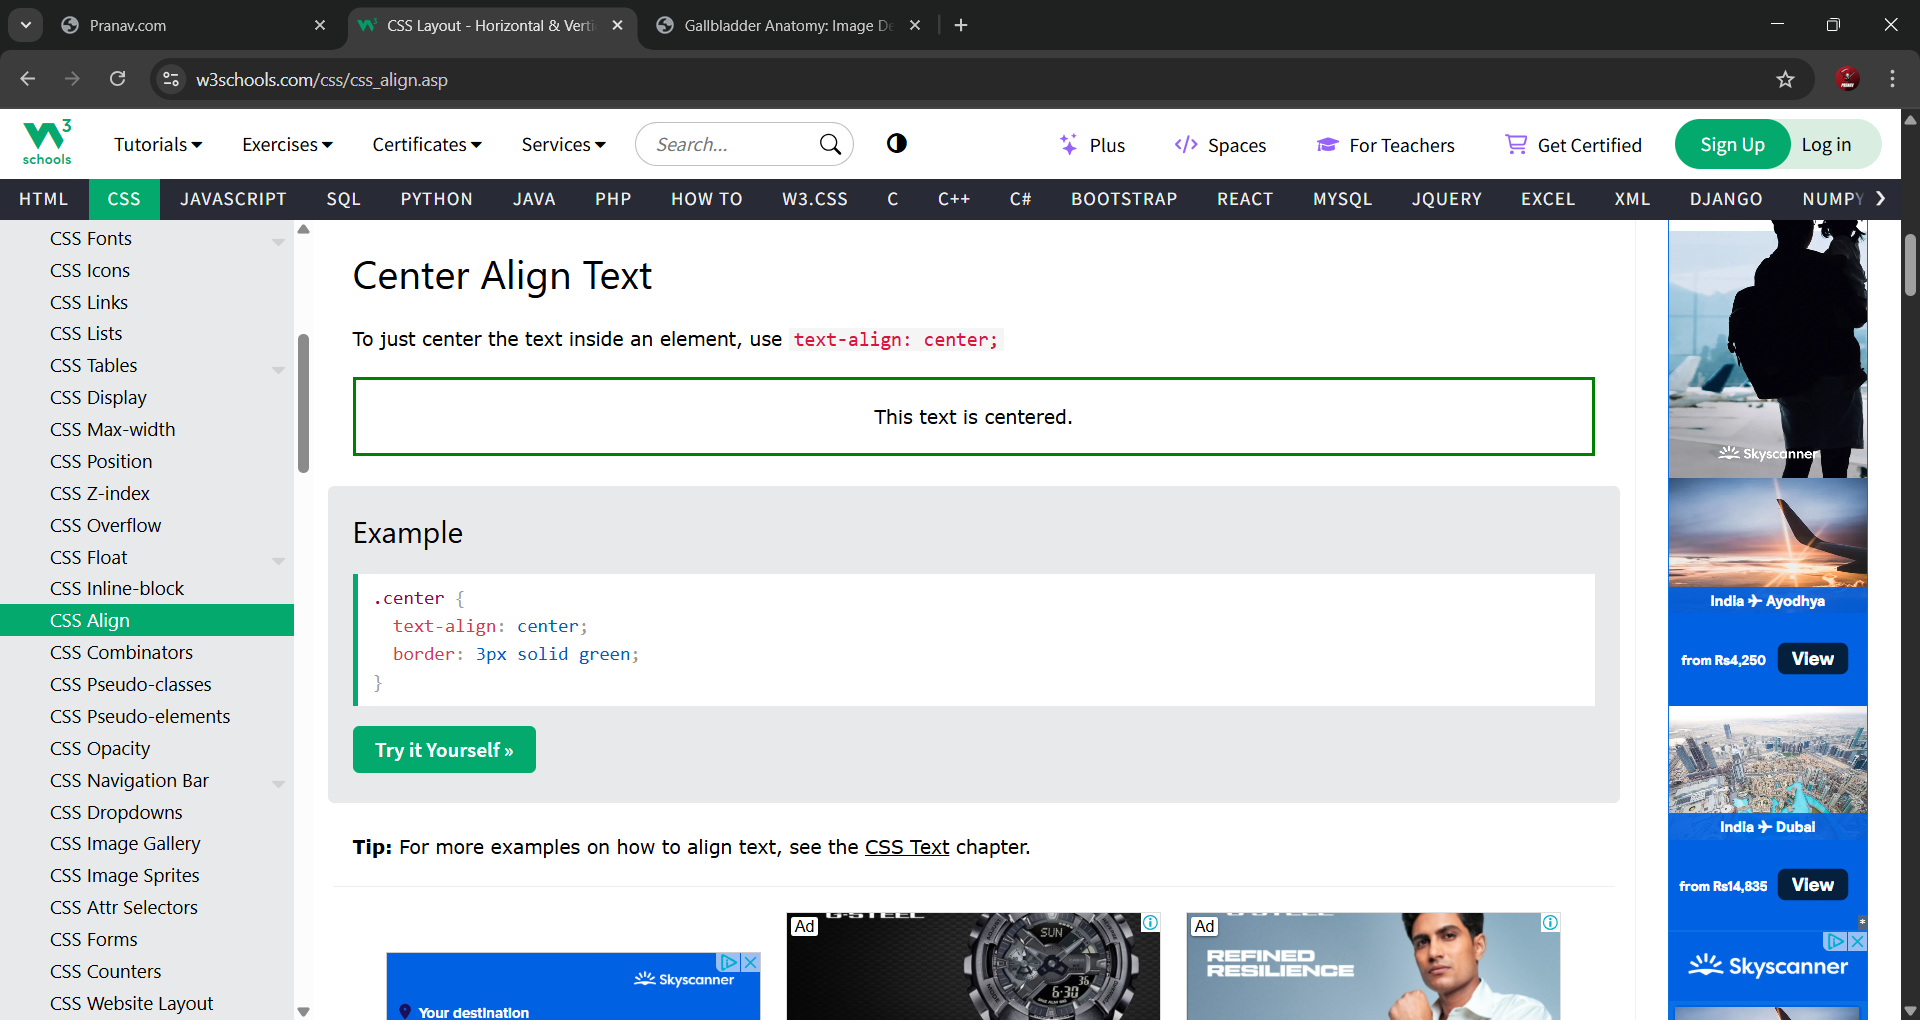 Pranav.com
CSS Layout - Horizontal & Verti
Gallbladder Anatomy: Image De
w3schools.com/css/css_align.asp
W3
schools
Tutorials
Exercises
Certificates
Services
Search...
Plus
Spaces
For Teachers
Get Certified
Sign Up
Log in
HTML
CSS
JAVASCRIPT
SQL
PYTHON
JAVA
PHP
HOW TO
W3.CSS
C
C++
C#
BOOTSTRAP
REACT
MYSQL
JQUERY
EXCEL
XML
DJANGO
NUMPY
CSS Fonts
CSS Icons
CSS Links
CSS Lists
CSS Tables
CSS Display
CSS Max-width
CSS Position
CSS Z-index
CSS Overflow
CSS Float
CSS Inline-block
CSS Align
CSS Combinators
CSS Pseudo-classes
CSS Pseudo-elements
CSS Opacity
CSS Navigation Bar
CSS Dropdowns
CSS Image Gallery
CSS Image Sprites
CSS Attr Selectors
CSS Forms
CSS Counters
CSS Website Layout
Center Align Text
To just center the text inside an element, use text-align: center;
This text is centered.
Example
.center {
text-align: center;
border: 3px solid green;
}
Try it Yourself »
Tip: For more examples on how to align text, see the CSS Text chapter.
Skyscanner
Your destination
Ad
G-STEEL
SUN
36
6:30
Ad
REFINED
RESILIENCE
Skyscanner
India ✈ Ayodhya
from Rs4,250
View
India ✈ Dubai
from Rs14,835
View
Skyscanner